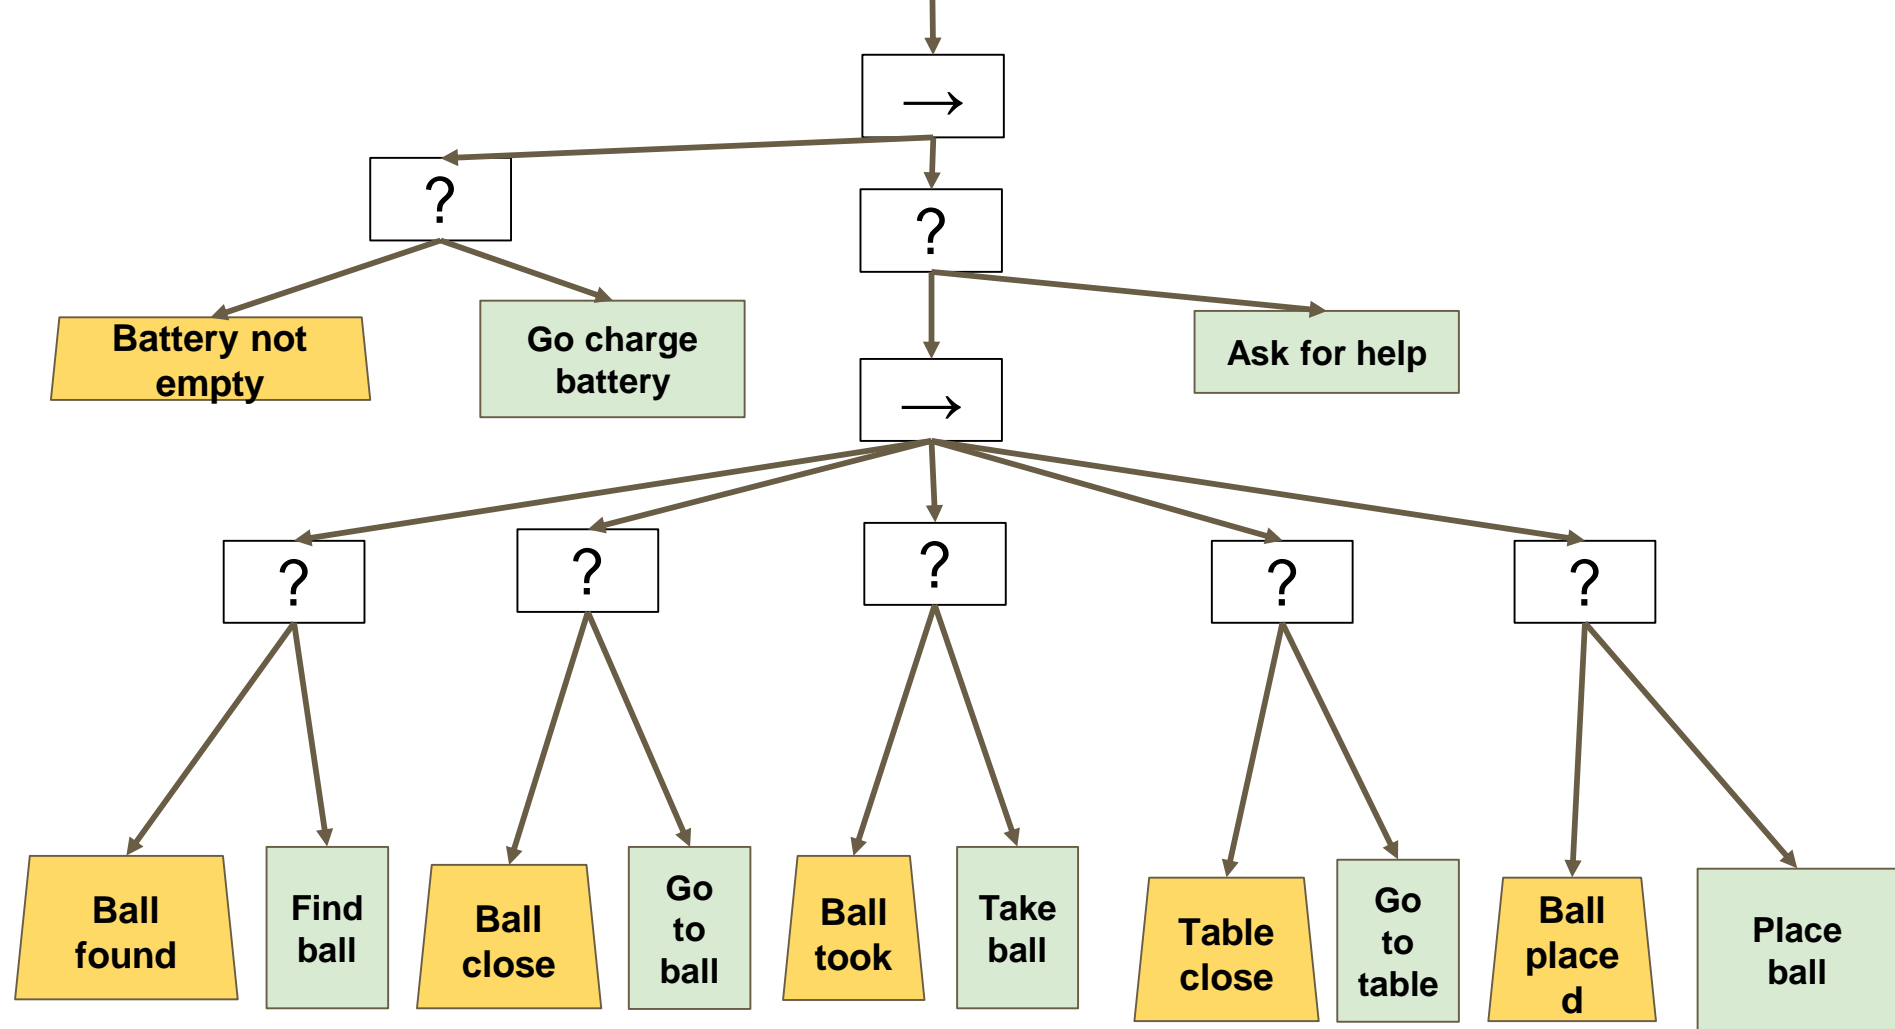 →
?
?
Battery not
empty
Go charge
battery
Ask for help
→
?
?
?
?
?
Ball
found
Find
ball
Ball
close
Go
to
ball
Ball
took
Take
ball
Table
close
Go
to
table
Ball
place
d
Place
ball